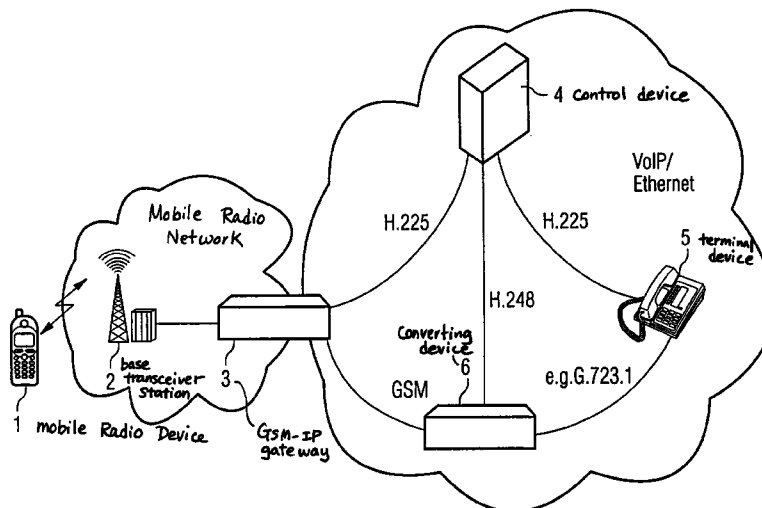 4 control device
VoIP/
Ethernet
Mobile Radio
Network
H.225
H.225
5 terminal
device
H.248
Converting
device
6
2 base
transceiver
station
3
GSM
e.g.G.723.1
1 mobile Radio Device
GSM-IP
gateway